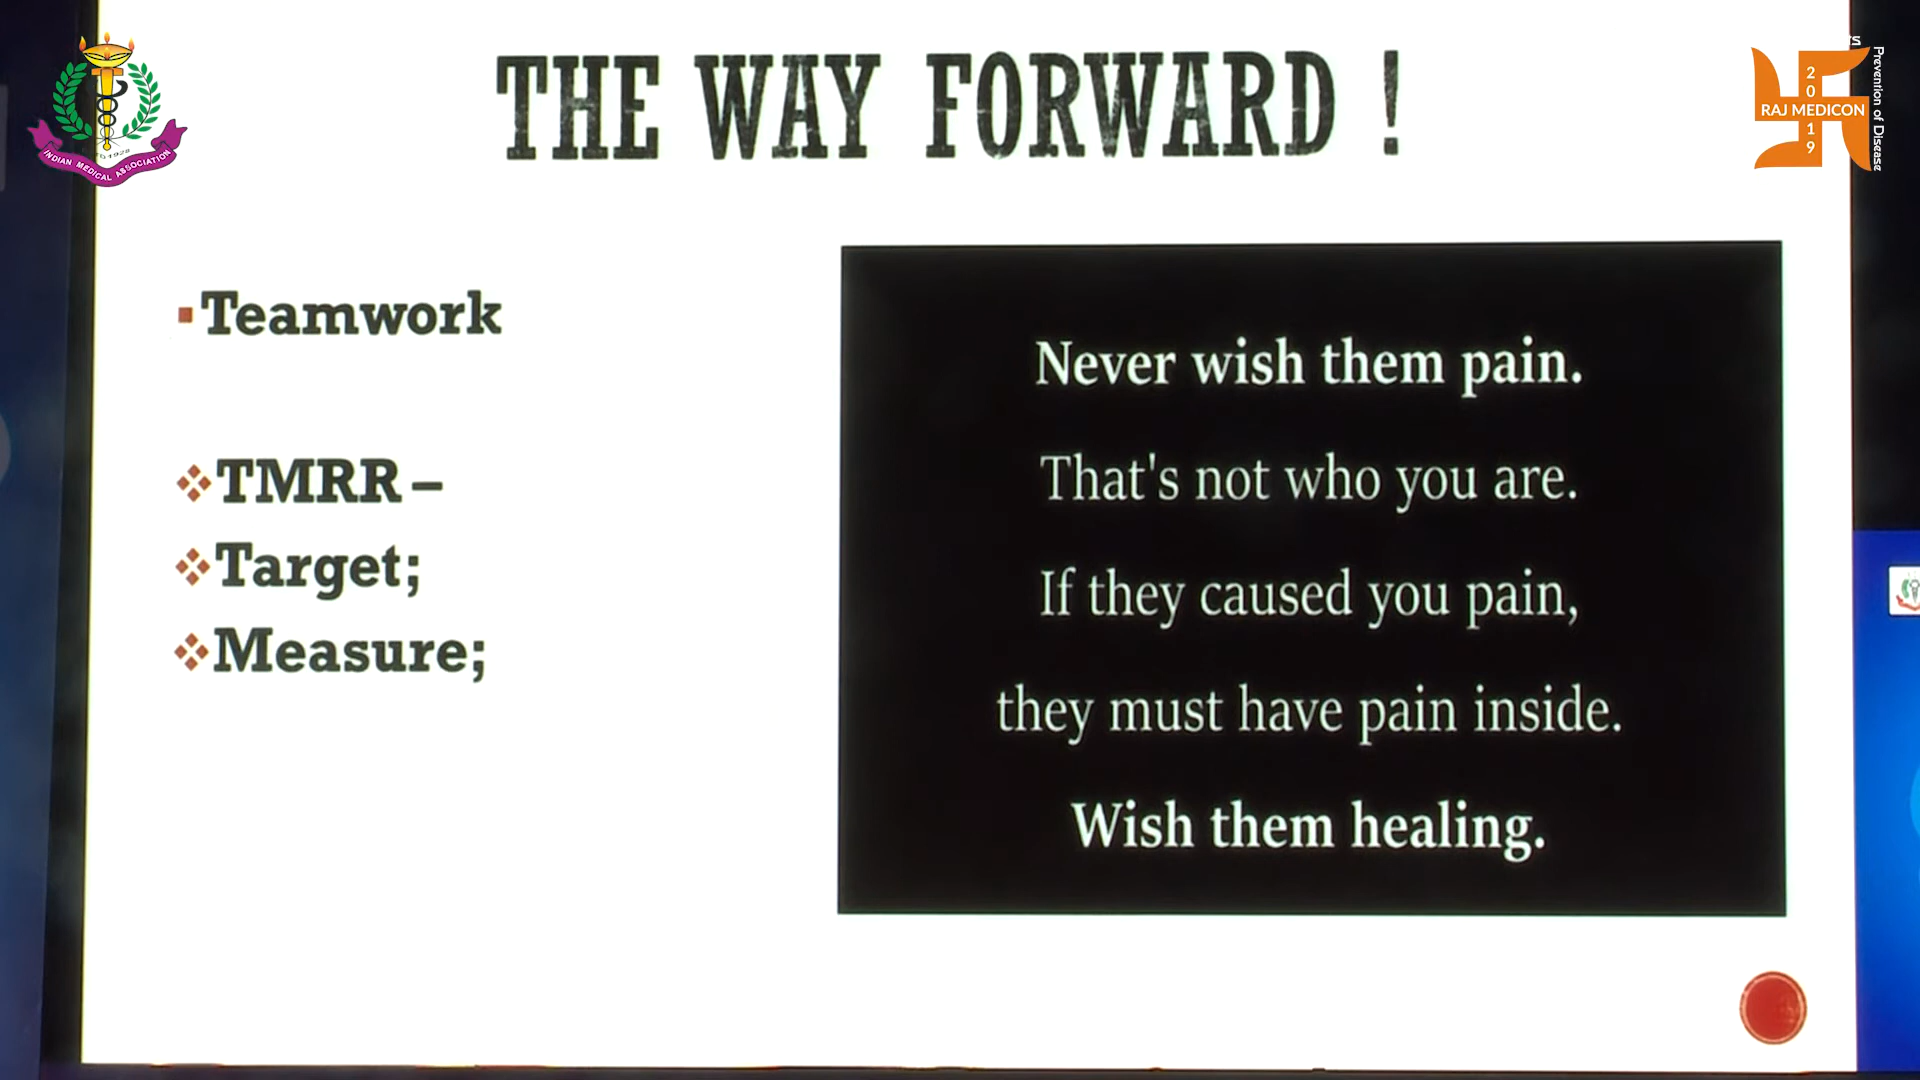 THE WAY FORWARD !
INDIAN MEDICAL ASSOCIATION
2019
RAJ MEDICON
Prevention of Disease
Teamwork
TMRR –
Target;
Measure;
Never wish them pain.
That's not who you are.
If they caused you pain,
they must have pain inside.
Wish them healing.